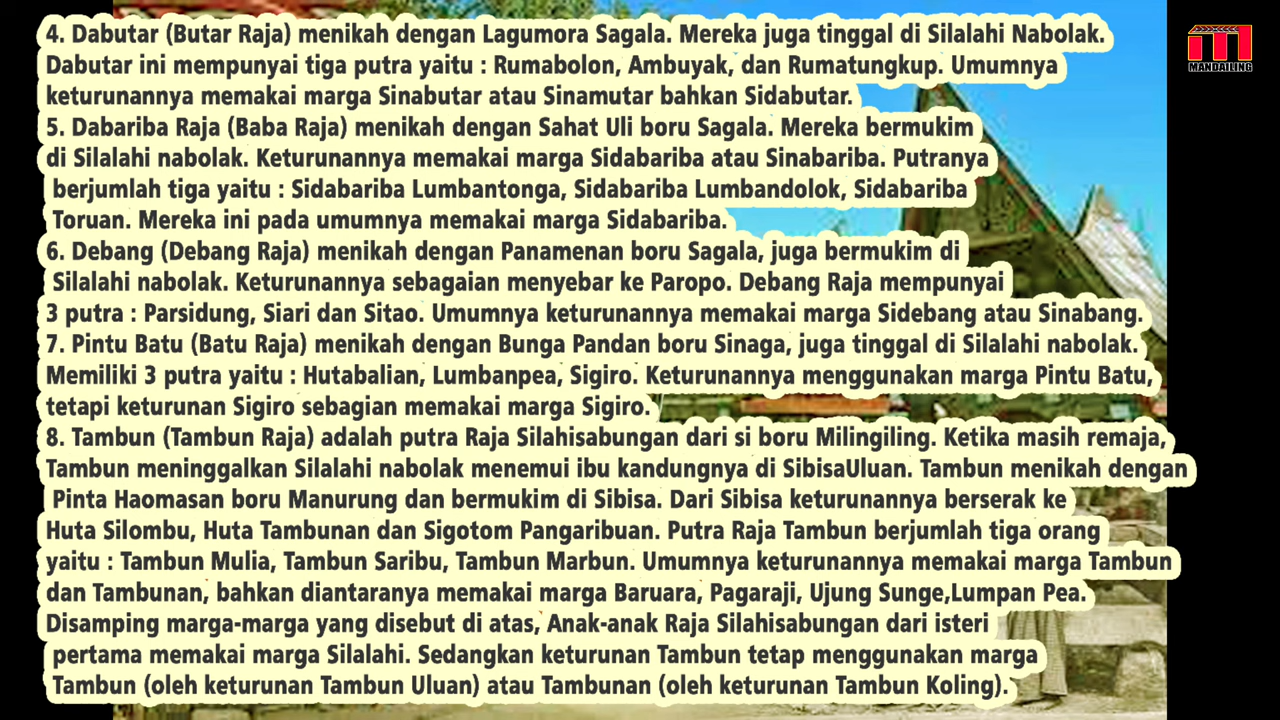 4. Dabutar (Butar Raja) menikah dengan Lagumora Sagala. Mereka juga tinggal di Silalahi Nabolak.
Dabutar ini mempunyai tiga putra yaitu : Rumabolon, Ambuyak, dan Rumatungkup. Umumnya
keturunannya memakai marga Sinabutar atau Sinamutar bahkan Sidabutar.
5. Dabariba Raja (Baba Raja) menikah dengan Sahat Uli boru Sagala. Mereka bermukim
di Silalahi nabolak. Keturunannya memakai marga Sidabariba atau Sinabariba. Putranya
berjumlah tiga yaitu : Sidabariba Lumbantonga, Sidabariba Lumbandolok, Sidabariba
Toruan. Mereka ini pada umumnya memakai marga Sidabariba.
6. Debang (Debang Raja) menikah dengan Panamenan boru Sagala, juga bermukim di
Silalahi nabolak. Keturunannya sebagaian menyebar ke Paropo. Debang Raja mempunyai
3 putra : Parsidung, Siari dan Sitao. Umumnya keturunannya memakai marga Sidebang atau Sinabang.
7. Pintu Batu (Batu Raja) menikah dengan Bunga Pandan boru Sinaga, juga tinggal di Silalahi nabolak.
Memiliki 3 putra yaitu : Hutabalian, Lumbanpea, Sigiro. Keturunannya menggunakan marga Pintu Batu,
tetapi keturunan Sigiro sebagian memakai marga Sigiro.
8. Tambun (Tambun Raja) adalah putra Raja Silahisabungan dari si boru Milingiling. Ketika masih remaja,
Tambun meninggalkan Silalahi nabolak menemui ibu kandungnya di SibisaUluan. Tambun menikah dengan
Pinta Haomasan boru Manurung dan bermukim di Sibisa. Dari Sibisa keturunannya berserak ke
Huta Silombu, Huta Tambunan dan Sigotom Pangaribuan. Putra Raja Tambun berjumlah tiga orang
yaitu : Tambun Mulia, Tambun Saribu, Tambun Marbun. Umumnya keturunannya memakai marga Tambun
dan Tambunan, bahkan diantaranya memakai marga Baruara, Pagaraji, Ujung Sunge,Lumpan Pea.
Disamping marga-marga yang disebut di atas, Anak-anak Raja Silahisabungan dari isteri
pertama memakai marga Silalahi. Sedangkan keturunan Tambun tetap menggunakan marga
Tambun (oleh keturunan Tambun Uluan) atau Tambunan (oleh keturunan Tambun Koling).
MANDAILING